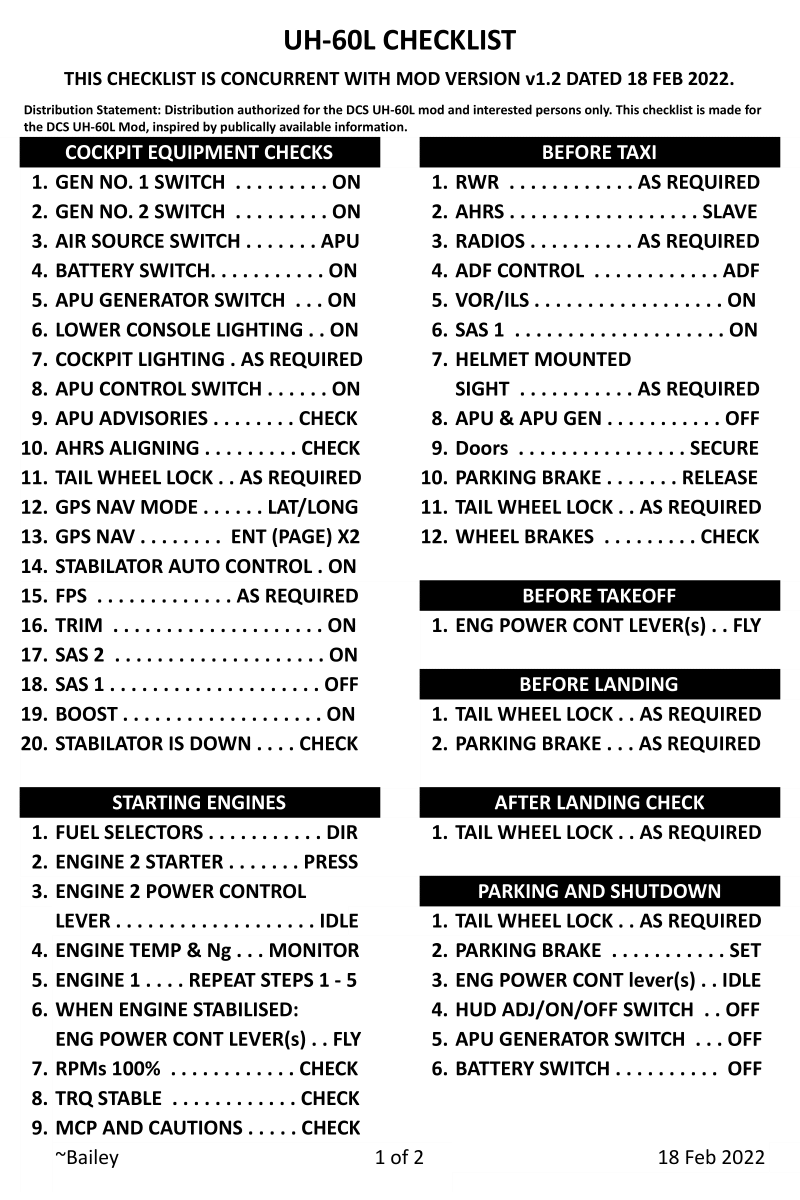 UH-60L CHECKLIST
THIS CHECKLIST IS CONCURRENT WITH MOD VERSION v1.2 DATED 18 FEB 2022.
Distribution Statement: Distribution authorized for the DCS UH-60L mod and interested persons only. This checklist is made for
the DCS UH-60L Mod, inspired by publically available information.
COCKPIT EQUIPMENT CHECKS
1. GEN NO. 1 SWITCH . . . . . . . . . ON
2. GEN NO. 2 SWITCH . . . . . . . . . ON
3. AIR SOURCE SWITCH . . . . . . . APU
4. BATTERY SWITCH. . . . . . . . . . . ON
5. APU GENERATOR SWITCH . . . ON
6. LOWER CONSOLE LIGHTING . . ON
7. COCKPIT LIGHTING . AS REQUIRED
8. APU CONTROL SWITCH . . . . . . ON
9. APU ADVISORIES . . . . . . . . CHECK
10. AHRS ALIGNING . . . . . . . . . CHECK
11. TAIL WHEEL LOCK . . AS REQUIRED
12. GPS NAV MODE . . . . . . LAT/LONG
13. GPS NAV . . . . . . . . ENT (PAGE) X2
14. STABILATOR AUTO CONTROL . ON
15. FPS . . . . . . . . . . . . . AS REQUIRED
16. TRIM . . . . . . . . . . . . . . . . . . . . ON
17. SAS 2 . . . . . . . . . . . . . . . . . . . . ON
18. SAS 1 . . . . . . . . . . . . . . . . . . . . OFF
19. BOOST . . . . . . . . . . . . . . . . . . . ON
20. STABILATOR IS DOWN . . . . CHECK
STARTING ENGINES
1. FUEL SELECTORS . . . . . . . . . . . DIR
2. ENGINE 2 STARTER . . . . . . . PRESS
3. ENGINE 2 POWER CONTROL
LEVER . . . . . . . . . . . . . . . . . . . IDLE
4. ENGINE TEMP & Ng . . . MONITOR
5. ENGINE 1 . . . . REPEAT STEPS 1 - 5
6. WHEN ENGINE STABILISED:
ENG POWER CONT LEVER(s) . . FLY
7. RPMs 100% . . . . . . . . . . . . CHECK
8. TRQ STABLE . . . . . . . . . . . . CHECK
9. MCP AND CAUTIONS . . . . . CHECK
BEFORE TAXI
1. RWR . . . . . . . . . . . . AS REQUIRED
2. AHRS . . . . . . . . . . . . . . . . . . SLAVE
3. RADIOS . . . . . . . . . . AS REQUIRED
4. ADF CONTROL . . . . . . . . . . . . ADF
5. VOR/ILS . . . . . . . . . . . . . . . . . . ON
6. SAS 1 . . . . . . . . . . . . . . . . . . . . ON
7. HELMET MOUNTED
SIGHT . . . . . . . . . . . AS REQUIRED
8. APU & APU GEN . . . . . . . . . . . OFF
9. Doors . . . . . . . . . . . . . . . . SECURE
10. PARKING BRAKE . . . . . . . RELEASE
11. TAIL WHEEL LOCK . . AS REQUIRED
12. WHEEL BRAKES . . . . . . . . . CHECK
BEFORE TAKEOFF
1. ENG POWER CONT LEVER(s) . . FLY
BEFORE LANDING
1. TAIL WHEEL LOCK . . AS REQUIRED
2. PARKING BRAKE . . . AS REQUIRED
AFTER LANDING CHECK
1. TAIL WHEEL LOCK . . AS REQUIRED
PARKING AND SHUTDOWN
1. TAIL WHEEL LOCK . . AS REQUIRED
2. PARKING BRAKE . . . . . . . . . . . SET
3. ENG POWER CONT lever(s) . . IDLE
4. HUD ADJ/ON/OFF SWITCH . . OFF
5. APU GENERATOR SWITCH . . . OFF
6. BATTERY SWITCH . . . . . . . . . . OFF
~Bailey 1 of 2 18 Feb 2022